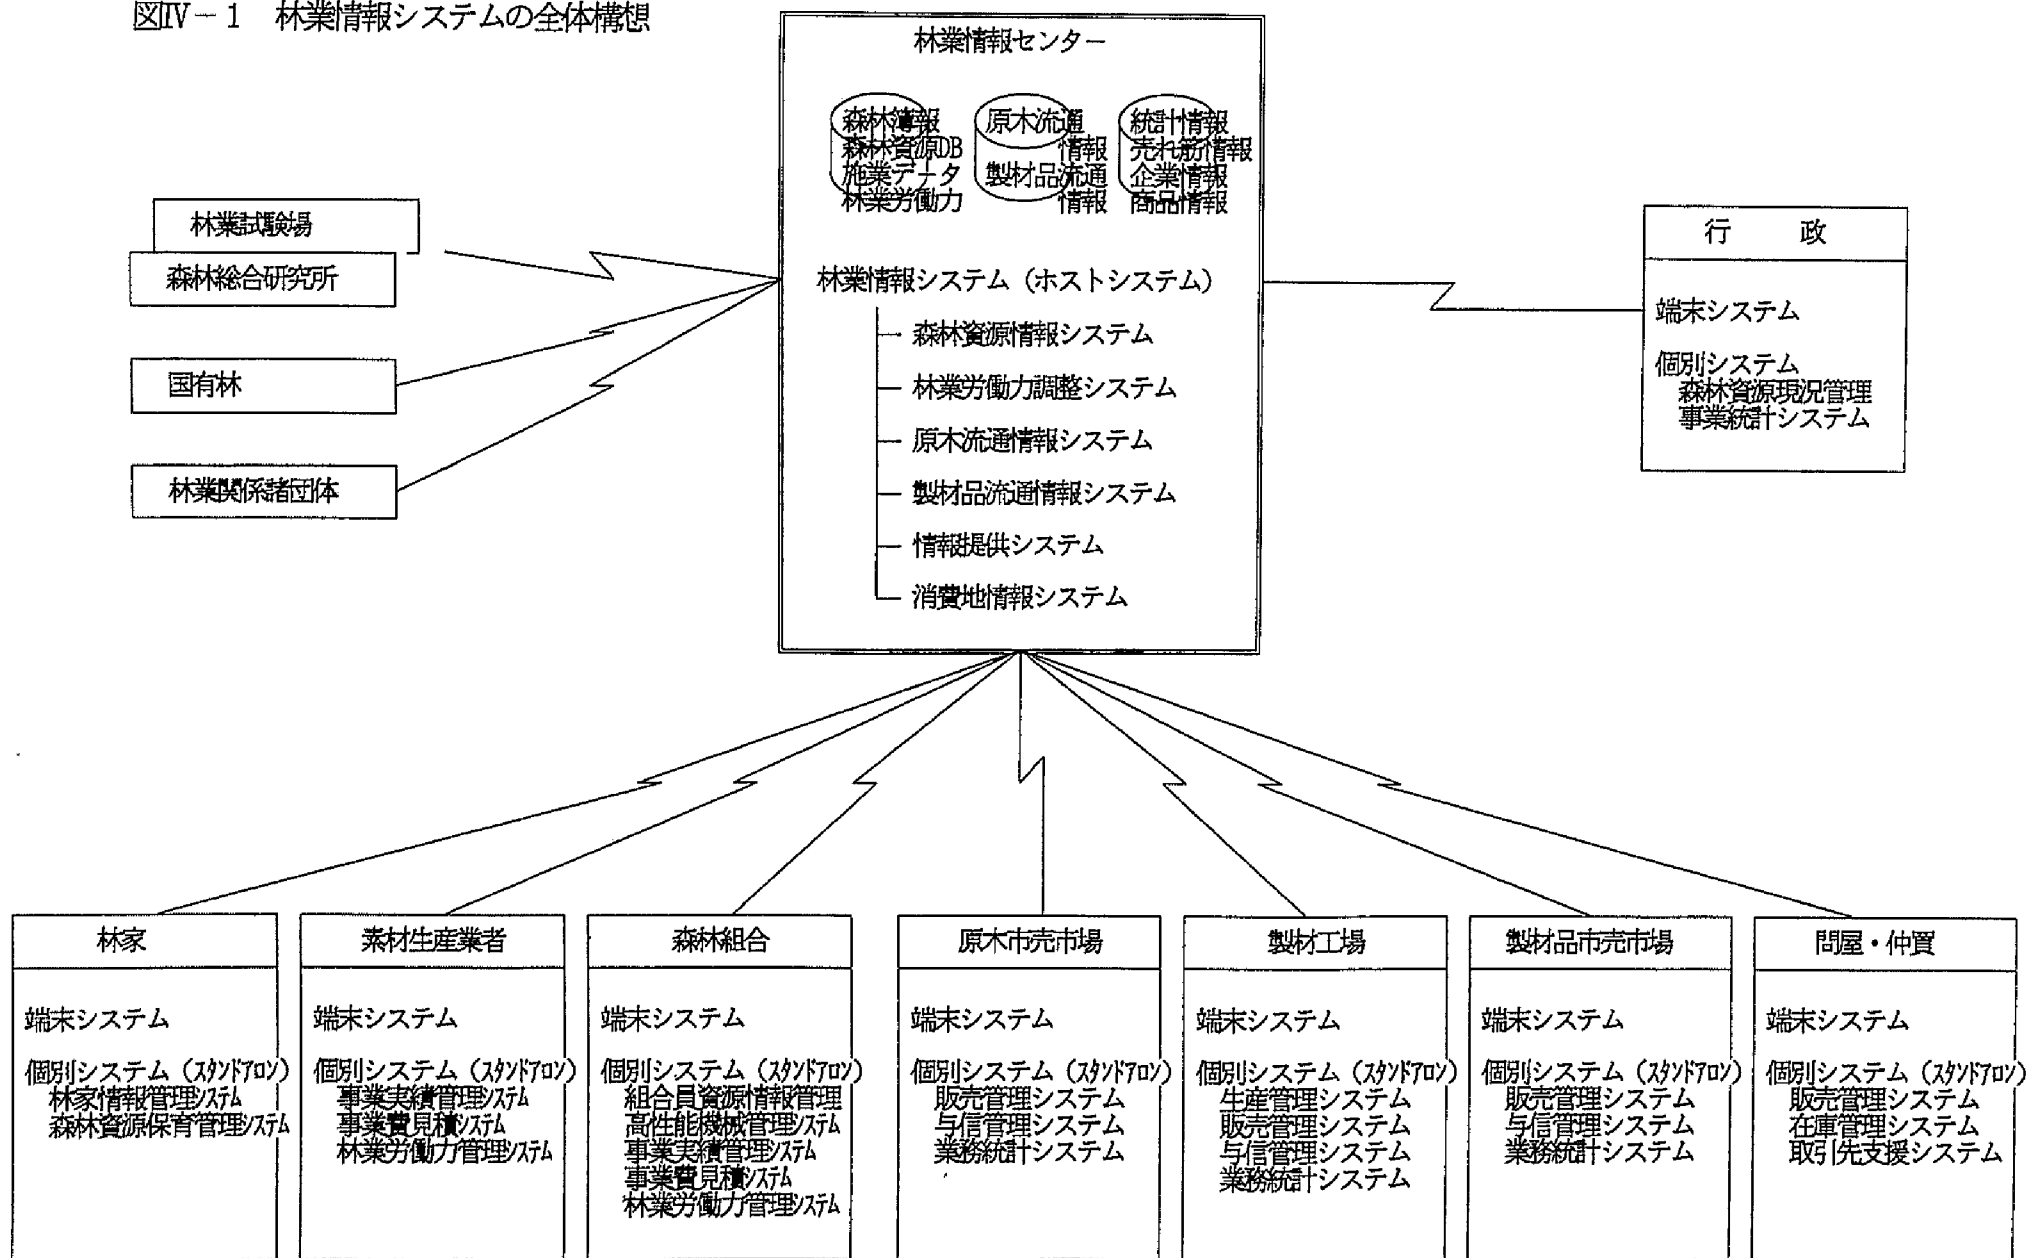 図Ⅳ－１　林業情報システムの全体構想
林業情報センター
森林簿報
森林資源DB
施業データ
林業労働力
原木流通
情報
製材品流通
情報
統計情報
売れ筋情報
企業情報
商品情報
林業情報システム（ホストシステム）
森林資源情報システム
林業労働力調整システム
原木流通情報システム
製材品流通情報システム
情報提供システム
消費地情報システム
林業試験場
森林総合研究所
国有林
林業関係諸団体
行　　政
端末システム
個別システム
森林資源現況管理
事業統計システム
林家
端末システム
個別システム（ｽﾀﾝﾄﾞｱﾛﾝ）
林家情報管理ｼｽﾃﾑ
森林資源保育管理ｼｽﾃﾑ
素材生産業者
端末システム
個別システム（ｽﾀﾝﾄﾞｱﾛﾝ）
事業実績管理ｼｽﾃﾑ
事業費見積ｼｽﾃﾑ
林業労働力管理ｼｽﾃﾑ
森林組合
端末システム
個別システム（ｽﾀﾝﾄﾞｱﾛﾝ）
組合員資源情報管理
高性能機械管理ｼｽﾃﾑ
事業実績管理ｼｽﾃﾑ
事業費見積ｼｽﾃﾑ
林業労働力管理ｼｽﾃﾑ
原木市売市場
端末システム
個別システム（ｽﾀﾝﾄﾞｱﾛﾝ）
販売管理システム
与信管理システム
業務統計システム
製材工場
端末システム
個別システム（ｽﾀﾝﾄﾞｱﾛﾝ）
生産管理システム
販売管理システム
与信管理システム
業務統計システム
製材品市売市場
端末システム
個別システム（ｽﾀﾝﾄﾞｱﾛﾝ）
販売管理システム
与信管理システム
業務統計システム
問屋・仲買
端末システム
個別システム（ｽﾀﾝﾄﾞｱﾛﾝ）
販売管理システム
在庫管理システム
取引先支援システム